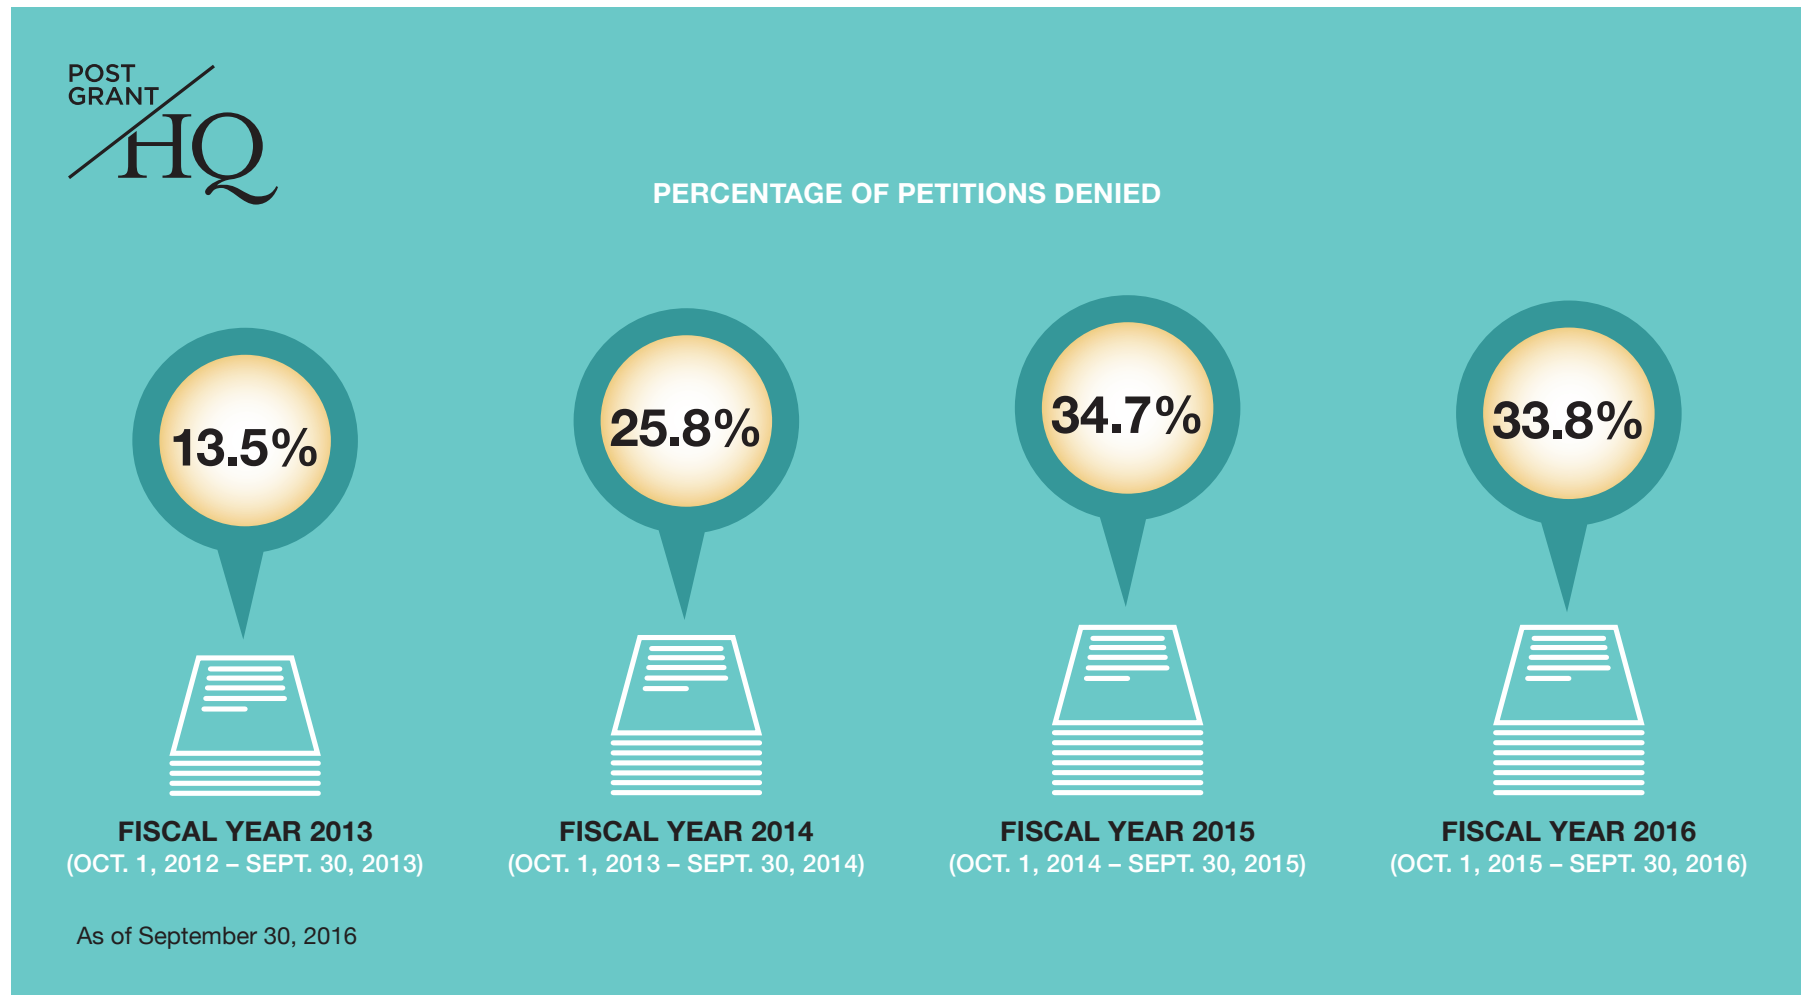 POST
GRANT
HQ
PERCENTAGE OF PETITIONS DENIED
13.5%
25.8%
34.7%
33.8%
FISCAL YEAR 2013
(OCT. 1, 2012 – SEPT. 30, 2013)
FISCAL YEAR 2014
(OCT. 1, 2013 – SEPT. 30, 2014)
FISCAL YEAR 2015
(OCT. 1, 2014 – SEPT. 30, 2015)
FISCAL YEAR 2016
(OCT. 1, 2015 – SEPT. 30, 2016)
As of September 30, 2016